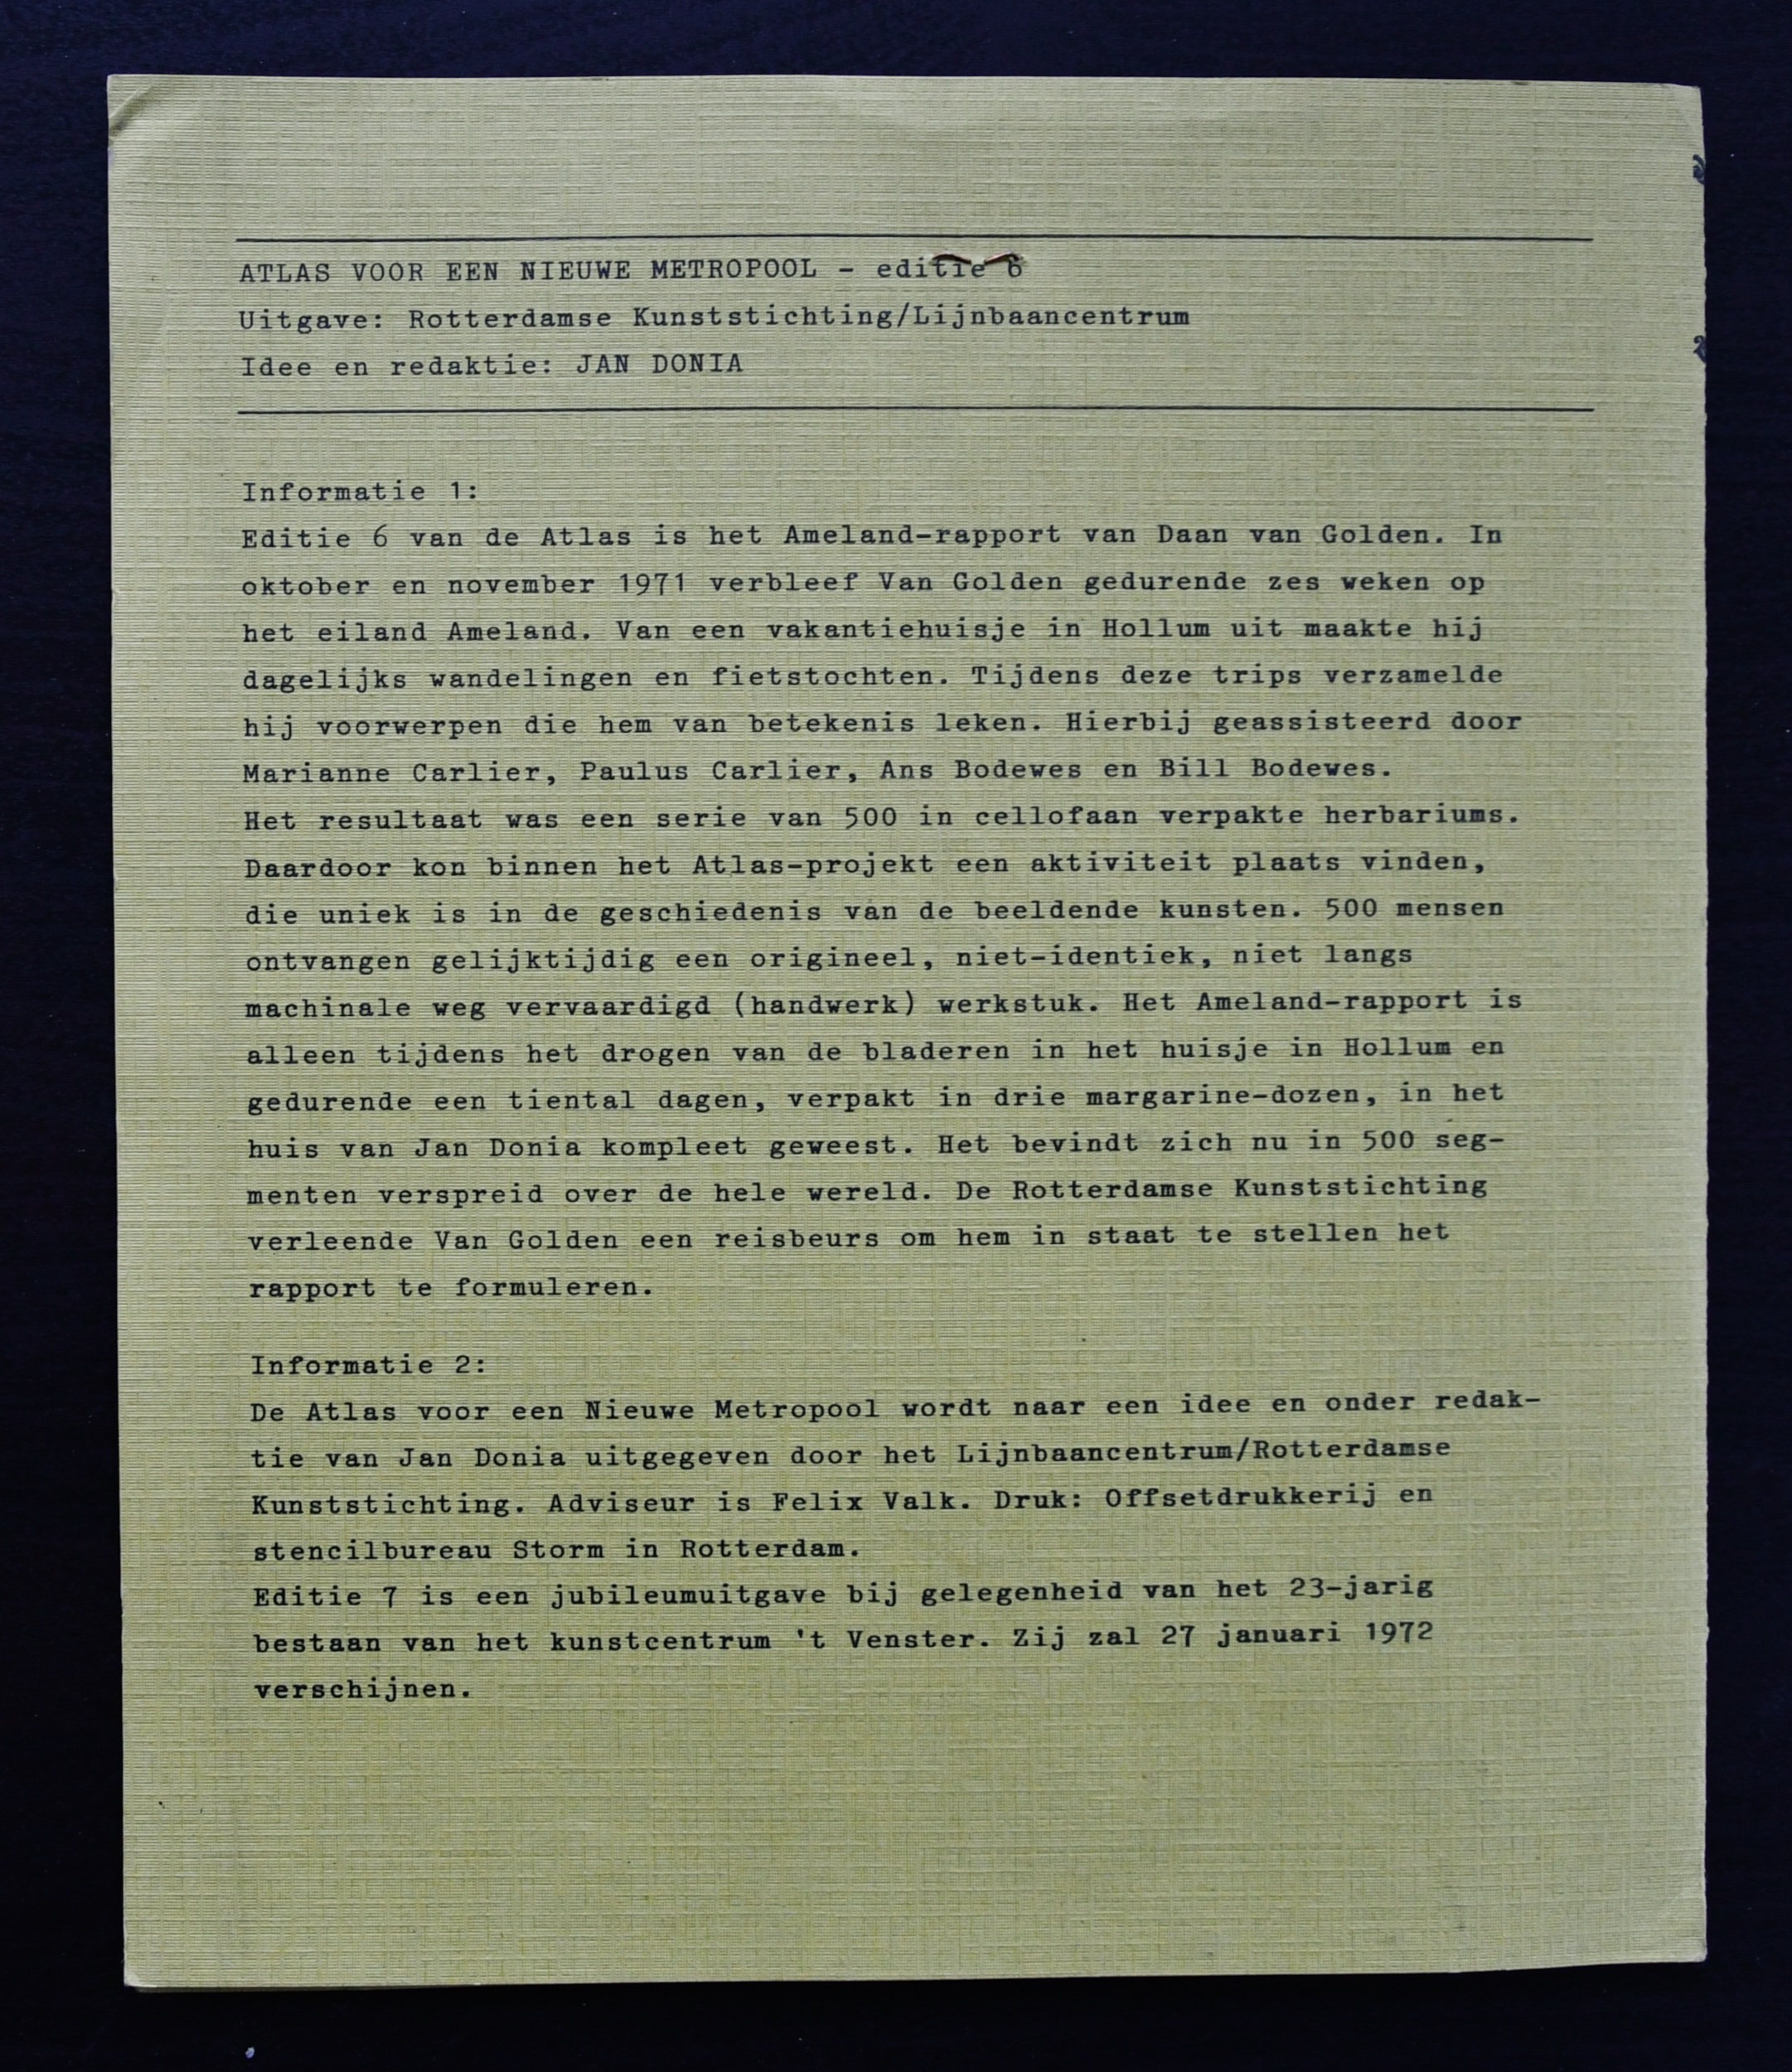 ATLAS VOOR EEN NIEUWE METROPOOL - editie 6
Uitgave: Rotterdamse Kunststichting/Lijnbaancentrum
Idee en redaktie: JAN DONIA
Informatie 1:
Editie 6 van de Atlas is het Ameland-rapport van Daan van Golden. In
oktober en november 1971 verbleef Van Golden gedurende zes weken op
het eiland Ameland. Van een vakantiehuisje in Hollum uit maakte hij
dagelijks wandelingen en fietstochten. Tijdens deze trips verzamelde
hij voorwerpen die hem van betekenis leken. Hierbij geassisteerd door
Marianne Carlier, Paulus Carlier, Ans Bodewes en Bill Bodewes.
Het resultaat was een serie van 500 in cellofaan verpakte herbariums.
Daardoor kon binnen het Atlas-projekt een aktiviteit plaats vinden,
die uniek is in de geschiedenis van de beeldende kunsten. 500 mensen
ontvangen gelijktijdig een origineel, niet-identiek, niet langs
machinale weg vervaardigd (handwerk) werkstuk. Het Ameland-rapport is
alleen tijdens het drogen van de bladeren in het huisje in Hollum en
gedurende een tiental dagen, verpakt in drie margarine-dozen, in het
huis van Jan Donia kompleet geweest. Het bevindt zich nu in 500 seg-
menten verspreid over de hele wereld. De Rotterdamse Kunststichting
verleende Van Golden een reisbeurs om hem in staat te stellen het
rapport te formuleren.
Informatie 2:
De Atlas voor een Nieuwe Metropool wordt naar een idee en onder redak-
tie van Jan Donia uitgegeven door het Lijnbaancentrum/Rotterdamse
Kunststichting. Adviseur is Felix Valk. Druk: Offsetdrukkerij en
stencilbureau Storm in Rotterdam.
Editie 7 is een jubileumuitgave bij gelegenheid van het 23-jarig
bestaan van het kunstcentrum 't Venster. Zij zal 27 januari 1972
verschijnen.